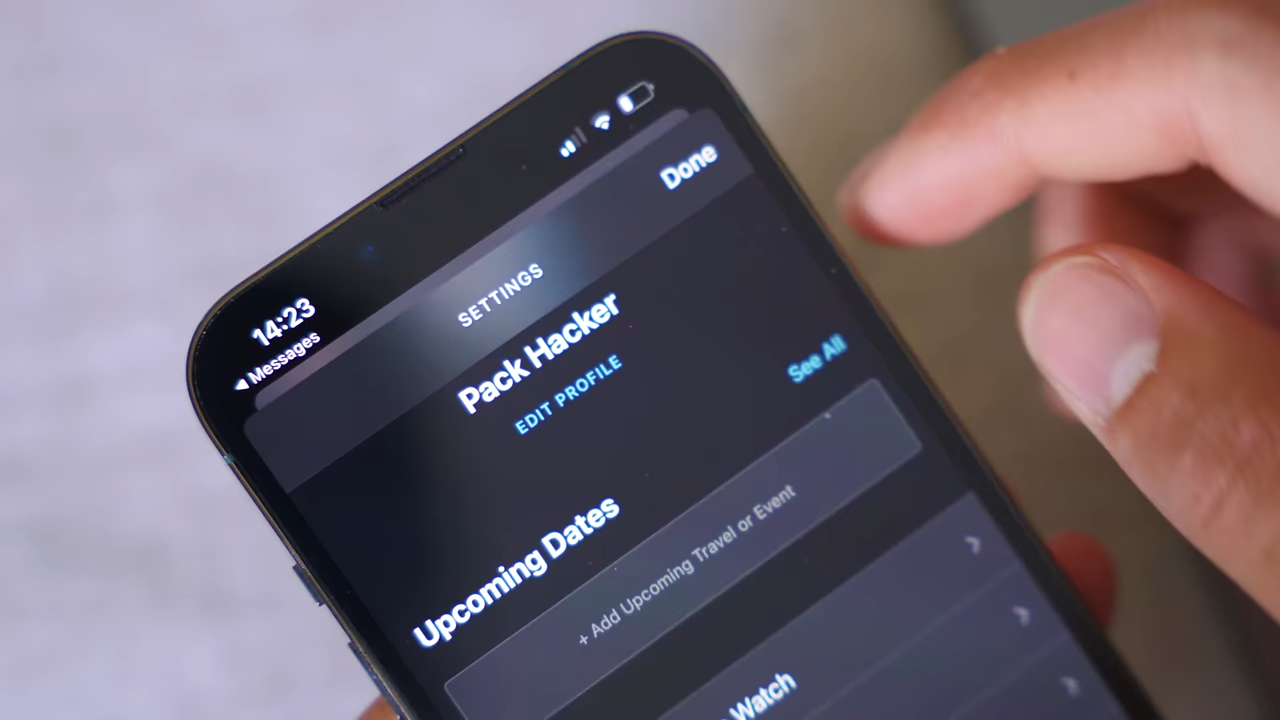 14:23
◀ Messages
Done
SETTINGS
Pack Hacker
EDIT PROFILE
Upcoming Dates
See All
+ Add Upcoming Travel or Event
Watch